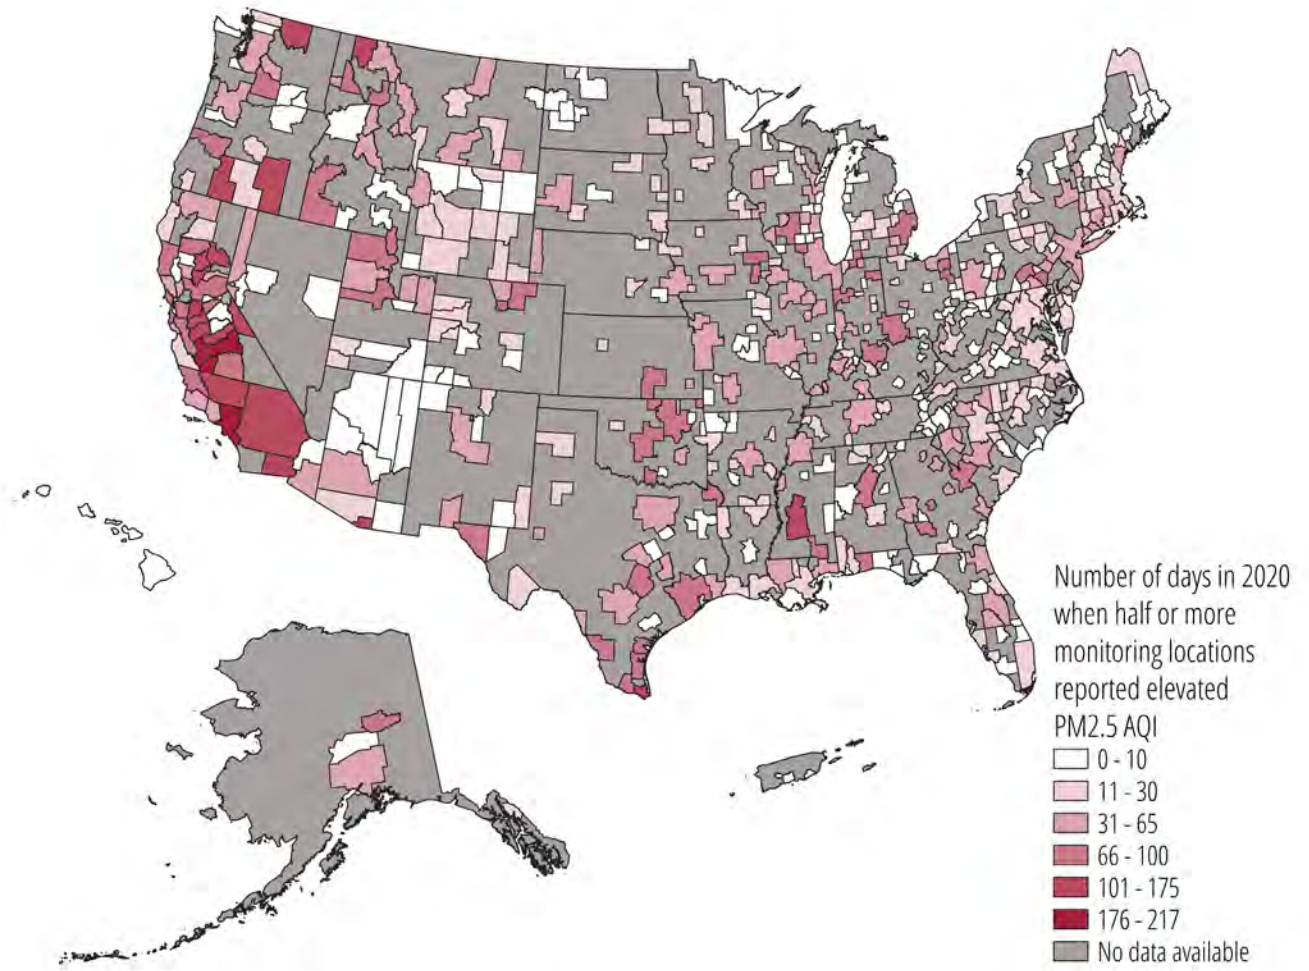 Number of days in 2020
when half or more
monitoring locations
reported elevated
PM2.5 AQI
0 - 10
11 - 30
31 - 65
66 - 100
101 - 175
176 - 217
No data available